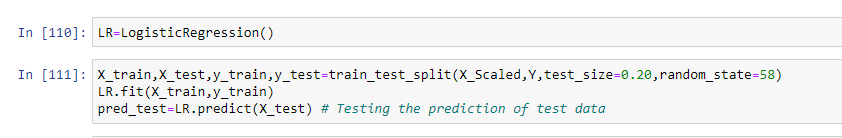 In [110]: LR=LogisticRegression()
In [111]: X_train,X_test,y_train,y_test=train_test_split(X_Scaled,Y,test_size=0.20,random_state=58)
LR.fit(X_train,y_train)
pred_test=LR.predict(X_test) # Testing the prediction of test data